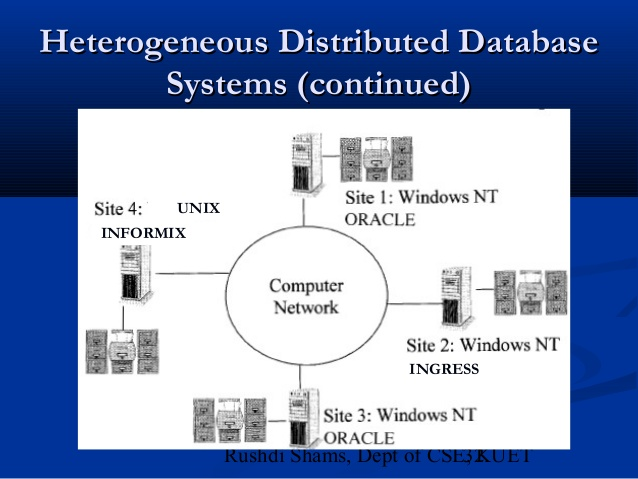 Heterogeneous Distributed Database
Systems (continued)
Site 1: Windows NT
ORACLE
Site 4: UNIX
INFORMIX
Computer
Network
Site 2: Windows NT
INGRESS
Site 3: Windows NT
ORACLE
Rushdi Shams, Dept of CSE, KUET